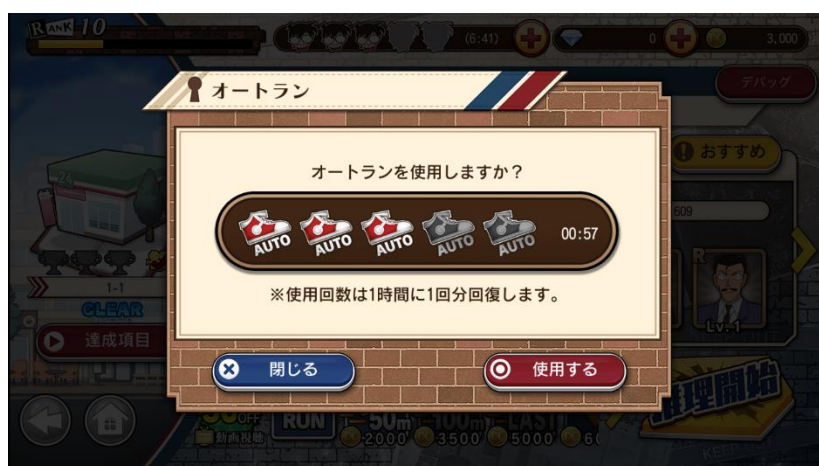 RANK 10
(6:41)
0
3,000
デバッグ
オートラン
おすすめ
オートランを使用しますか？
24
609
AUTO AUTO AUTO AUTO AUTO 00:57
※使用回数は1時間に1回分回復します。
R
1-1
CLEAR
Lv.1
達成項目
閉じる
使用する
推理開始
OFF
動画視聴
RUN
50m
100m
LAST
2000
3500
5000
KEEP